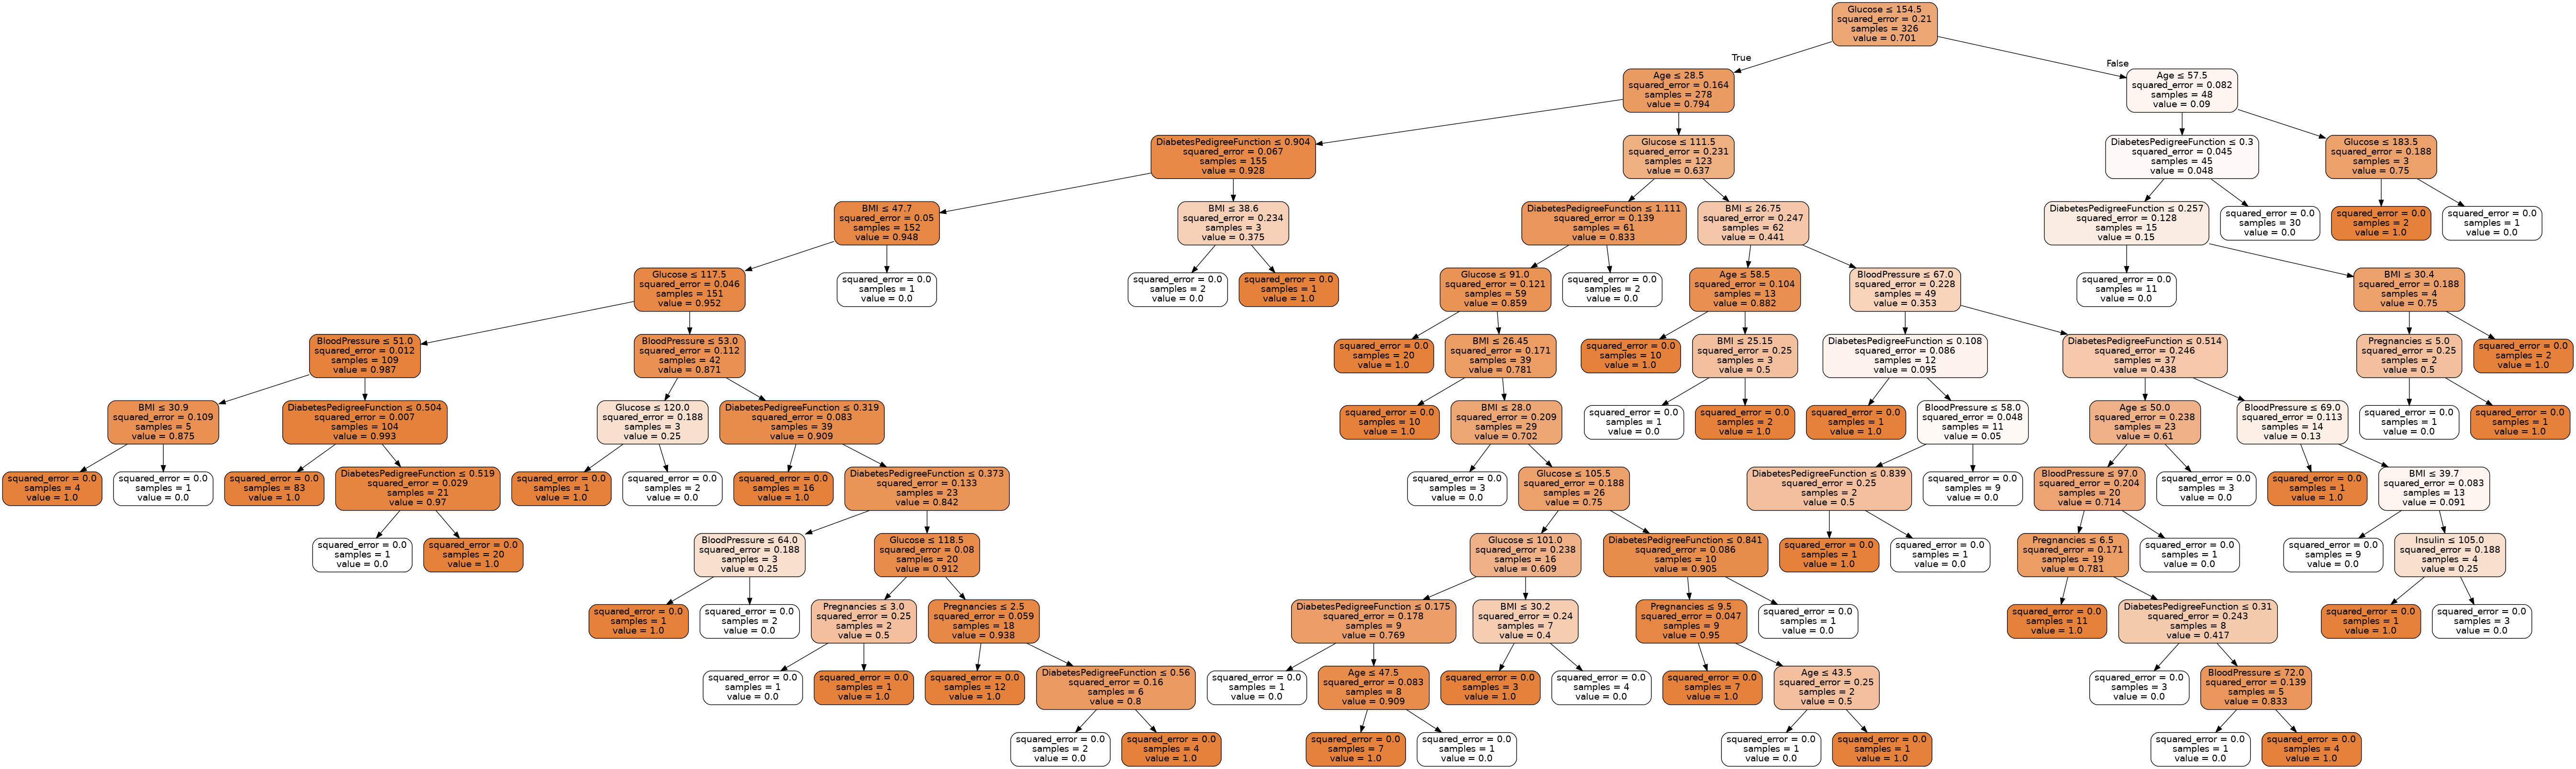 Glucose ≤ 154.5
squared_error = 0.21
samples = 326
value = 0.701
True
False
Age ≤ 28.5
squared_error = 0.164
samples = 278
value = 0.794
Age ≤ 57.5
squared_error = 0.082
samples = 48
value = 0.09
DiabetesPedigreeFunction ≤ 0.904
squared_error = 0.067
samples = 155
value = 0.928
Glucose ≤ 111.5
squared_error = 0.231
samples = 123
value = 0.637
DiabetesPedigreeFunction ≤ 0.3
squared_error = 0.045
samples = 45
value = 0.048
Glucose ≤ 183.5
squared_error = 0.188
samples = 3
value = 0.75
BMI ≤ 47.7
squared_error = 0.05
samples = 152
value = 0.948
BMI ≤ 38.6
squared_error = 0.234
samples = 3
value = 0.375
DiabetesPedigreeFunction ≤ 1.111
squared_error = 0.139
samples = 61
value = 0.833
BMI ≤ 26.75
squared_error = 0.247
samples = 62
value = 0.441
DiabetesPedigreeFunction ≤ 0.257
squared_error = 0.128
samples = 15
value = 0.15
squared_error = 0.0
samples = 30
value = 0.0
squared_error = 0.0
samples = 2
value = 1.0
squared_error = 0.0
samples = 1
value = 0.0
Glucose ≤ 117.5
squared_error = 0.046
samples = 151
value = 0.952
squared_error = 0.0
samples = 1
value = 0.0
squared_error = 0.0
samples = 2
value = 0.0
squared_error = 0.0
samples = 1
value = 1.0
Glucose ≤ 91.0
squared_error = 0.121
samples = 59
value = 0.859
squared_error = 0.0
samples = 2
value = 0.0
Age ≤ 58.5
squared_error = 0.104
samples = 13
value = 0.882
BloodPressure ≤ 67.0
squared_error = 0.228
samples = 49
value = 0.353
squared_error = 0.0
samples = 11
value = 0.0
BMI ≤ 30.4
squared_error = 0.188
samples = 4
value = 0.75
BloodPressure ≤ 51.0
squared_error = 0.012
samples = 109
value = 0.987
BloodPressure ≤ 53.0
squared_error = 0.112
samples = 42
value = 0.871
squared_error = 0.0
samples = 20
value = 1.0
BMI ≤ 26.45
squared_error = 0.171
samples = 39
value = 0.781
squared_error = 0.0
samples = 10
value = 1.0
BMI ≤ 25.15
squared_error = 0.25
samples = 3
value = 0.5
DiabetesPedigreeFunction ≤ 0.108
squared_error = 0.086
samples = 12
value = 0.095
DiabetesPedigreeFunction ≤ 0.514
squared_error = 0.246
samples = 37
value = 0.438
Pregnancies ≤ 5.0
squared_error = 0.25
samples = 2
value = 0.5
squared_error = 0.0
samples = 2
value = 1.0
BMI ≤ 30.9
squared_error = 0.109
samples = 5
value = 0.875
DiabetesPedigreeFunction ≤ 0.504
squared_error = 0.007
samples = 104
value = 0.993
Glucose ≤ 120.0
squared_error = 0.188
samples = 3
value = 0.25
DiabetesPedigreeFunction ≤ 0.319
squared_error = 0.083
samples = 39
value = 0.909
squared_error = 0.0
samples = 10
value = 1.0
BMI ≤ 28.0
squared_error = 0.209
samples = 29
value = 0.702
squared_error = 0.0
samples = 1
value = 0.0
squared_error = 0.0
samples = 2
value = 1.0
squared_error = 0.0
samples = 1
value = 1.0
BloodPressure ≤ 58.0
squared_error = 0.048
samples = 11
value = 0.05
Age ≤ 50.0
squared_error = 0.238
samples = 23
value = 0.61
BloodPressure ≤ 69.0
squared_error = 0.113
samples = 14
value = 0.13
squared_error = 0.0
samples = 1
value = 0.0
squared_error = 0.0
samples = 1
value = 1.0
squared_error = 0.0
samples = 4
value = 1.0
squared_error = 0.0
samples = 1
value = 0.0
squared_error = 0.0
samples = 83
value = 1.0
DiabetesPedigreeFunction ≤ 0.519
squared_error = 0.029
samples = 21
value = 0.97
squared_error = 0.0
samples = 1
value = 1.0
squared_error = 0.0
samples = 2
value = 0.0
squared_error = 0.0
samples = 16
value = 1.0
DiabetesPedigreeFunction ≤ 0.373
squared_error = 0.133
samples = 23
value = 0.842
squared_error = 0.0
samples = 3
value = 0.0
Glucose ≤ 105.5
squared_error = 0.188
samples = 26
value = 0.75
DiabetesPedigreeFunction ≤ 0.839
squared_error = 0.25
samples = 2
value = 0.5
squared_error = 0.0
samples = 9
value = 0.0
BloodPressure ≤ 97.0
squared_error = 0.204
samples = 20
value = 0.714
squared_error = 0.0
samples = 3
value = 0.0
squared_error = 0.0
samples = 1
value = 1.0
BMI ≤ 39.7
squared_error = 0.083
samples = 13
value = 0.091
squared_error = 0.0
samples = 1
value = 0.0
squared_error = 0.0
samples = 20
value = 1.0
BloodPressure ≤ 64.0
squared_error = 0.188
samples = 3
value = 0.25
Glucose ≤ 118.5
squared_error = 0.08
samples = 20
value = 0.912
Glucose ≤ 101.0
squared_error = 0.238
samples = 16
value = 0.609
DiabetesPedigreeFunction ≤ 0.841
squared_error = 0.086
samples = 10
value = 0.905
squared_error = 0.0
samples = 1
value = 1.0
squared_error = 0.0
samples = 1
value = 0.0
Pregnancies ≤ 6.5
squared_error = 0.171
samples = 19
value = 0.781
squared_error = 0.0
samples = 1
value = 0.0
squared_error = 0.0
samples = 9
value = 0.0
Insulin ≤ 105.0
squared_error = 0.188
samples = 4
value = 0.25
squared_error = 0.0
samples = 1
value = 1.0
squared_error = 0.0
samples = 2
value = 0.0
Pregnancies ≤ 3.0
squared_error = 0.25
samples = 2
value = 0.5
Pregnancies ≤ 2.5
squared_error = 0.059
samples = 18
value = 0.938
DiabetesPedigreeFunction ≤ 0.175
squared_error = 0.178
samples = 9
value = 0.769
BMI ≤ 30.2
squared_error = 0.24
samples = 7
value = 0.4
Pregnancies ≤ 9.5
squared_error = 0.047
samples = 9
value = 0.95
squared_error = 0.0
samples = 1
value = 0.0
squared_error = 0.0
samples = 11
value = 1.0
DiabetesPedigreeFunction ≤ 0.31
squared_error = 0.243
samples = 8
value = 0.417
squared_error = 0.0
samples = 1
value = 1.0
squared_error = 0.0
samples = 3
value = 0.0
squared_error = 0.0
samples = 1
value = 0.0
squared_error = 0.0
samples = 1
value = 1.0
squared_error = 0.0
samples = 12
value = 1.0
DiabetesPedigreeFunction ≤ 0.56
squared_error = 0.16
samples = 6
value = 0.8
squared_error = 0.0
samples = 1
value = 0.0
Age ≤ 47.5
squared_error = 0.083
samples = 8
value = 0.909
squared_error = 0.0
samples = 3
value = 1.0
squared_error = 0.0
samples = 4
value = 0.0
squared_error = 0.0
samples = 7
value = 1.0
Age ≤ 43.5
squared_error = 0.25
samples = 2
value = 0.5
squared_error = 0.0
samples = 3
value = 0.0
BloodPressure ≤ 72.0
squared_error = 0.139
samples = 5
value = 0.833
squared_error = 0.0
samples = 2
value = 0.0
squared_error = 0.0
samples = 4
value = 1.0
squared_error = 0.0
samples = 7
value = 1.0
squared_error = 0.0
samples = 1
value = 0.0
squared_error = 0.0
samples = 1
value = 0.0
squared_error = 0.0
samples = 1
value = 1.0
squared_error = 0.0
samples = 1
value = 0.0
squared_error = 0.0
samples = 4
value = 1.0